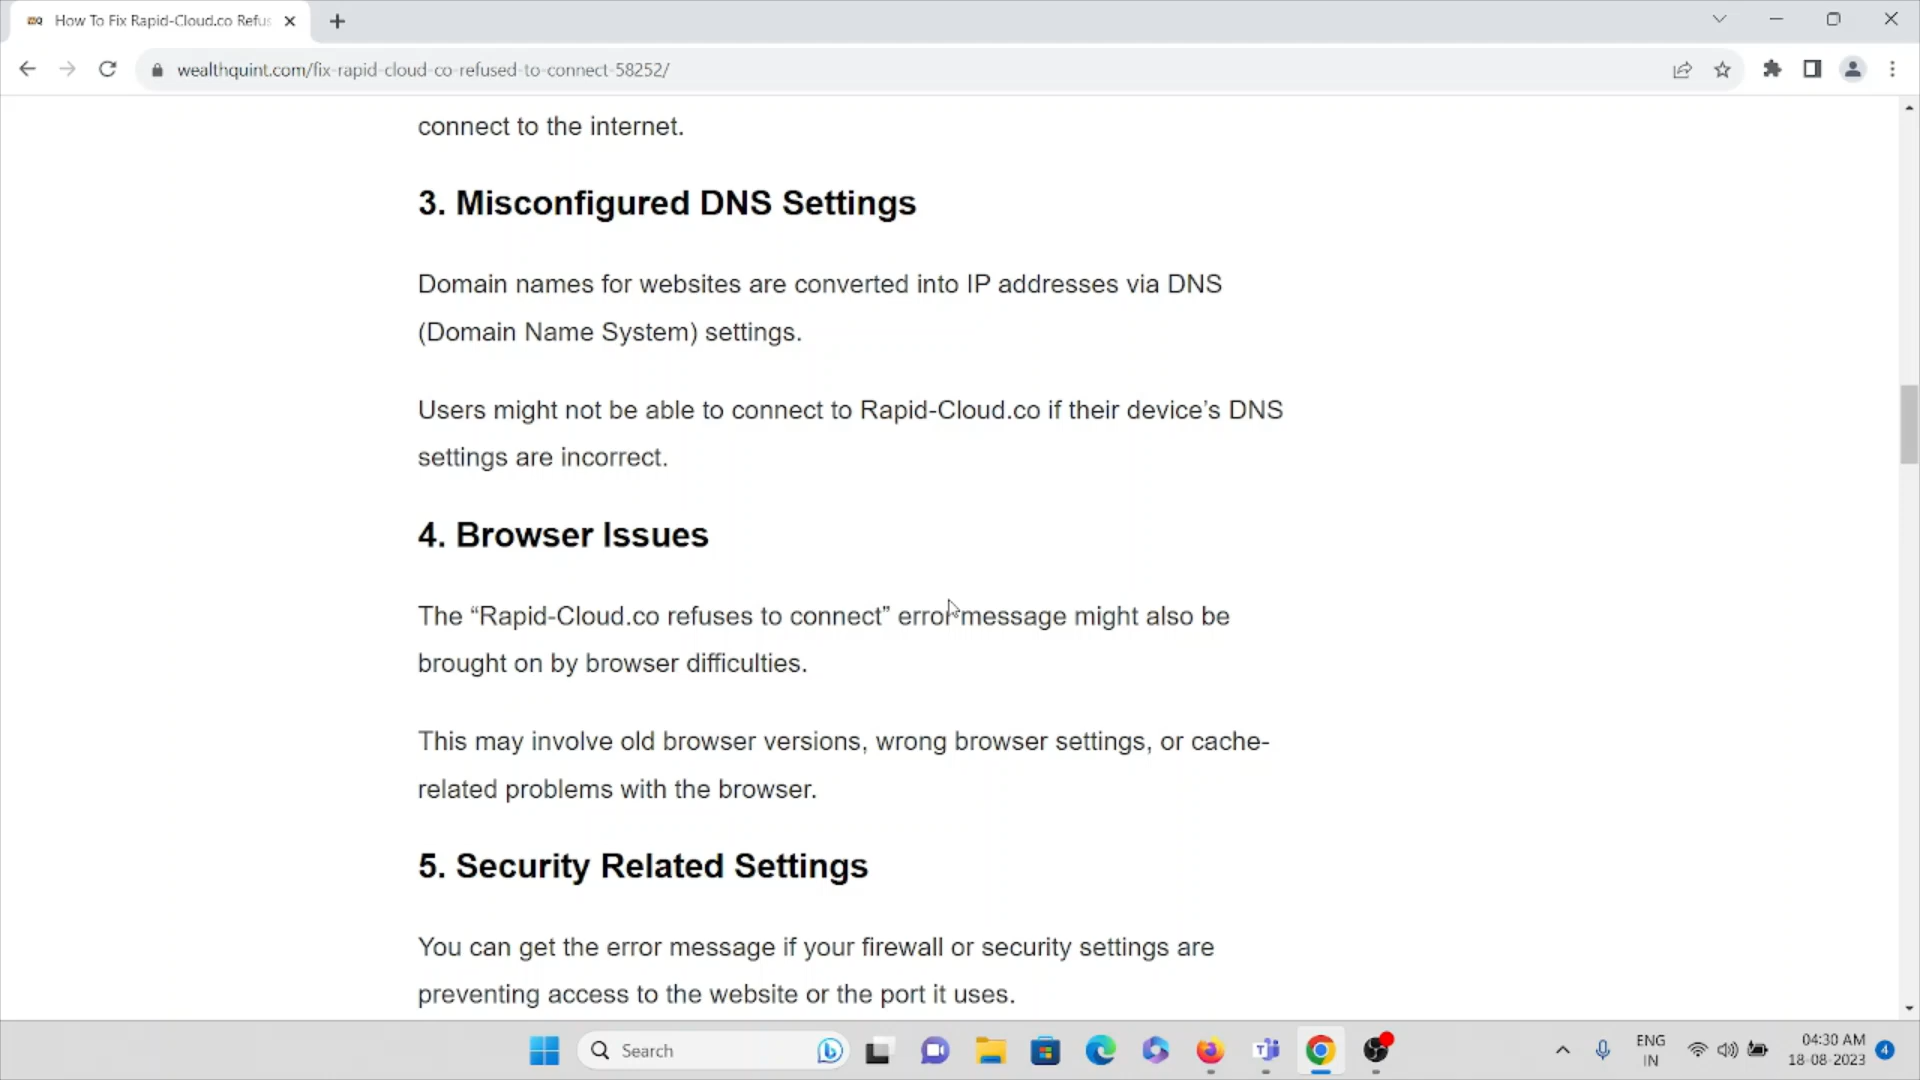 How To Fix Rapid-Cloud.co Refus
wealthquint.com/fix-rapid-cloud-co-refused-to-connect-58252/
connect to the internet.
3. Misconfigured DNS Settings
Domain names for websites are converted into IP addresses via DNS
(Domain Name System) settings.
Users might not be able to connect to Rapid-Cloud.co if their device’s DNS
settings are incorrect.
4. Browser Issues
The “Rapid-Cloud.co refuses to connect” error message might also be
brought on by browser difficulties.
This may involve old browser versions, wrong browser settings, or cache-
related problems with the browser.
5. Security Related Settings
You can get the error message if your firewall or security settings are
preventing access to the website or the port it uses.
Search
ENG
IN
04:30 AM
18-08-2023
4